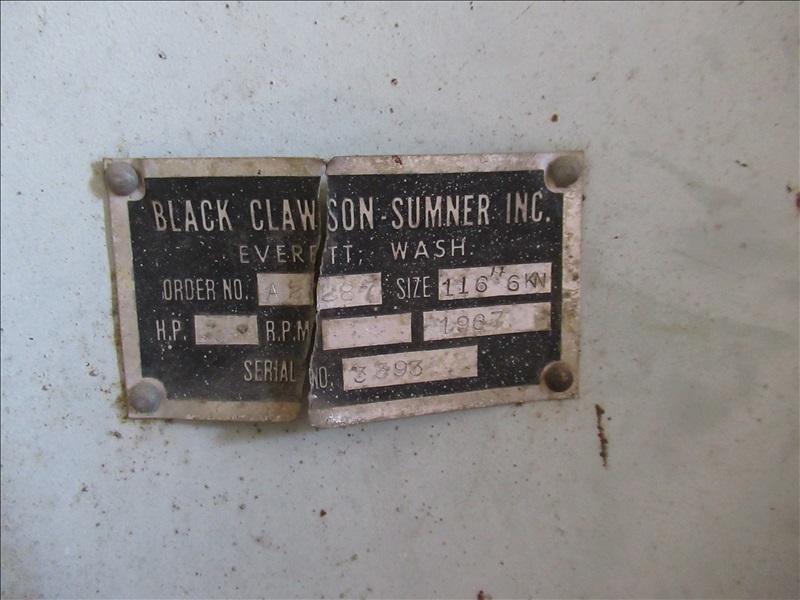 BLACK CLAWSON-SUMNER INC.
EVERETT, WASH.
ORDER NO. SIZE 116" 6KN
H.P. R.P.M. 1967
SERIAL NO. 3393